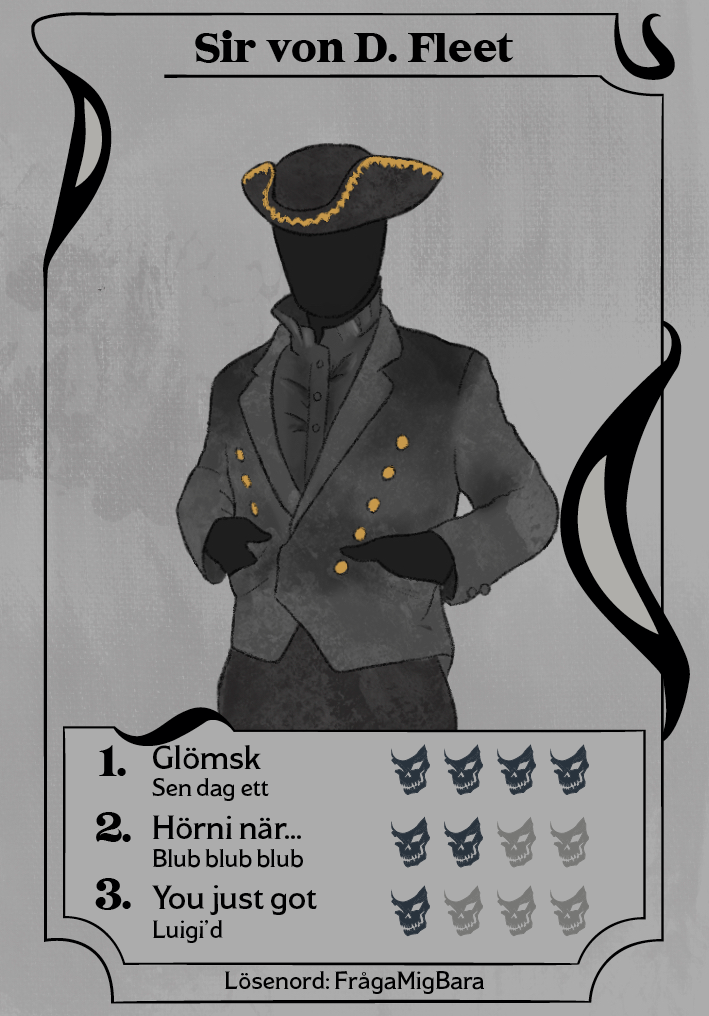 Sir von D. Fleet
1. Glömsk
Sen dag ett
2. Hörni när...
Blub blub blub
3. You just got
Luigi'd
Lösenord: FrågaMigBara